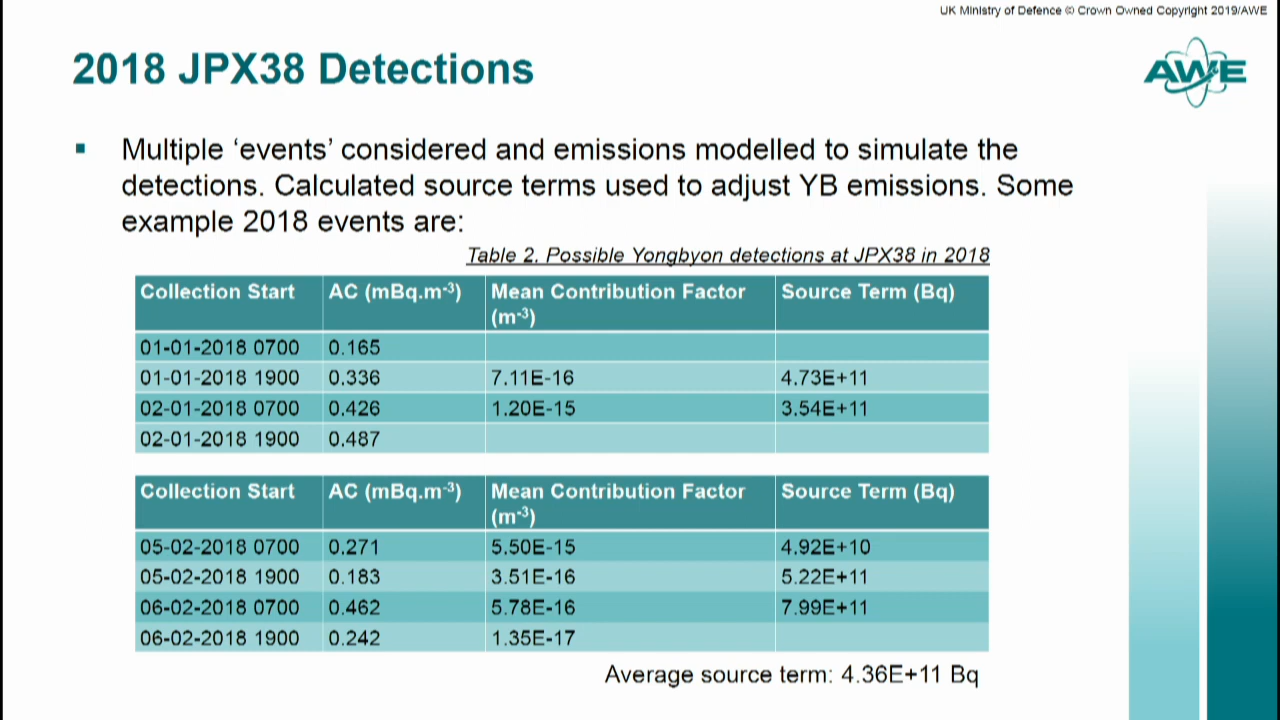 UK Ministry of Defence © Crown Owned Copyright 2019/AWE
2018 JPX38 Detections
AWE
▪ Multiple ‘events’ considered and emissions modelled to simulate the
detections. Calculated source terms used to adjust YB emissions. Some
example 2018 events are:
Table 2. Possible Yongbyon detections at JPX38 in 2018
Collection Start AC (mBq.m⁻³) Mean Contribution Factor (m⁻³) Source Term (Bq)
01-01-2018 0700 0.165
01-01-2018 1900 0.336 7.11E-16 4.73E+11
02-01-2018 0700 0.426 1.20E-15 3.54E+11
02-01-2018 1900 0.487
Collection Start AC (mBq.m⁻³) Mean Contribution Factor (m⁻³) Source Term (Bq)
05-02-2018 0700 0.271 5.50E-15 4.92E+10
05-02-2018 1900 0.183 3.51E-16 5.22E+11
06-02-2018 0700 0.462 5.78E-16 7.99E+11
06-02-2018 1900 0.242 1.35E-17
Average source term: 4.36E+11 Bq